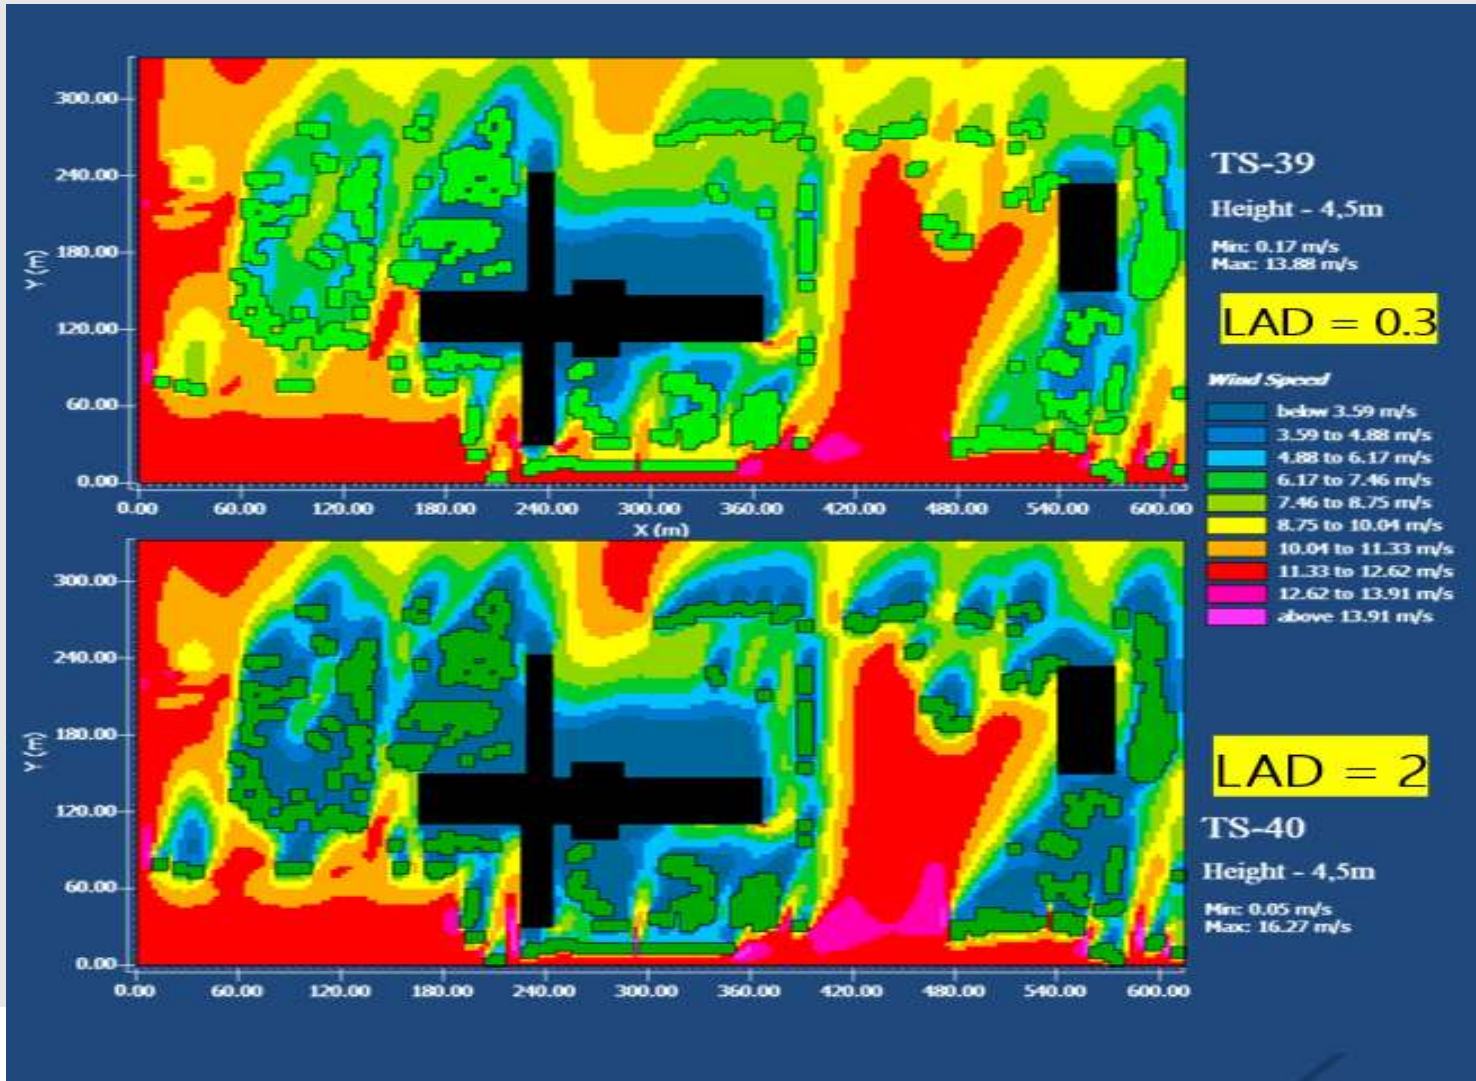 300.00
240.00
180.00
120.00
60.00
0.00
Y (m)
0.00 60.00 120.00 180.00 240.00 300.00 360.00 420.00 480.00 540.00 600.00
X (m)
TS-39
Height - 4,5m
Min: 0.17 m/s
Max: 13.88 m/s
LAD = 0.3
Wind Speed
below 3.59 m/s
3.59 to 4.88 m/s
4.88 to 6.17 m/s
6.17 to 7.46 m/s
7.46 to 8.75 m/s
8.75 to 10.04 m/s
10.04 to 11.33 m/s
11.33 to 12.62 m/s
12.62 to 13.91 m/s
above 13.91 m/s
300.00
240.00
180.00
120.00
60.00
0.00
Y (m)
0.00 60.00 120.00 180.00 240.00 300.00 360.00 420.00 480.00 540.00 600.00
LAD = 2
TS-40
Height - 4,5m
Min: 0.05 m/s
Max: 16.27 m/s